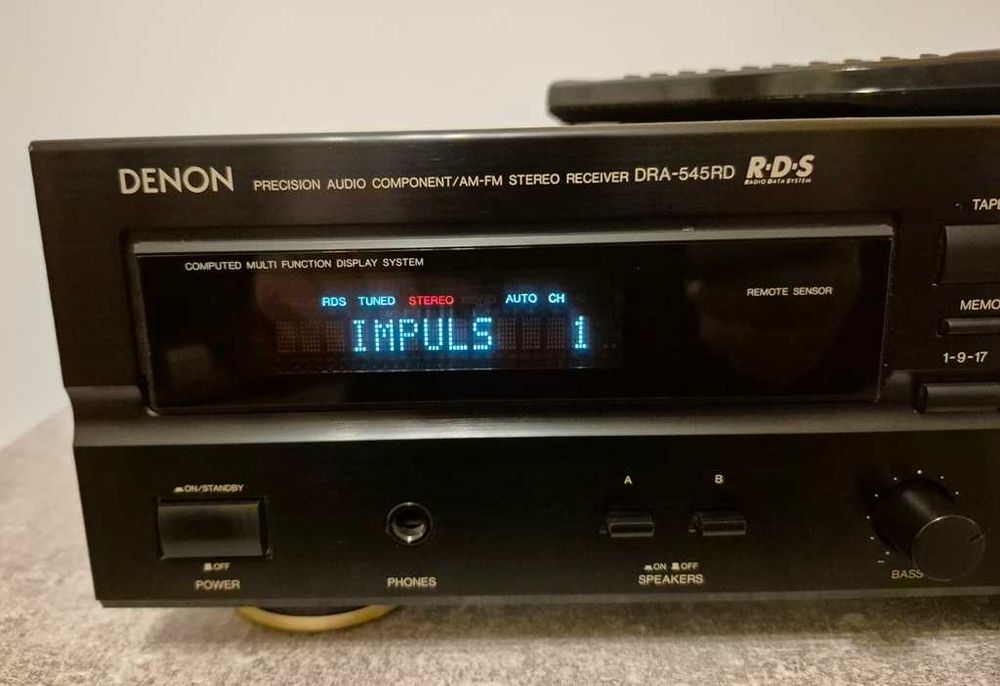 DENON PRECISION AUDIO COMPONENT/AM-FM STEREO RECEIVER DRA-545RD R·D·S
RADIO DATA SYSTEM
TAPE
COMPUTED MULTI FUNCTION DISPLAY SYSTEM
REMOTE SENSOR
RDS TUNED STEREO AUTO CH
IMPULS 1
MEMO
1-9-17
ON/STANDBY
OFF
POWER
PHONES
A B
ON OFF
SPEAKERS
BASS